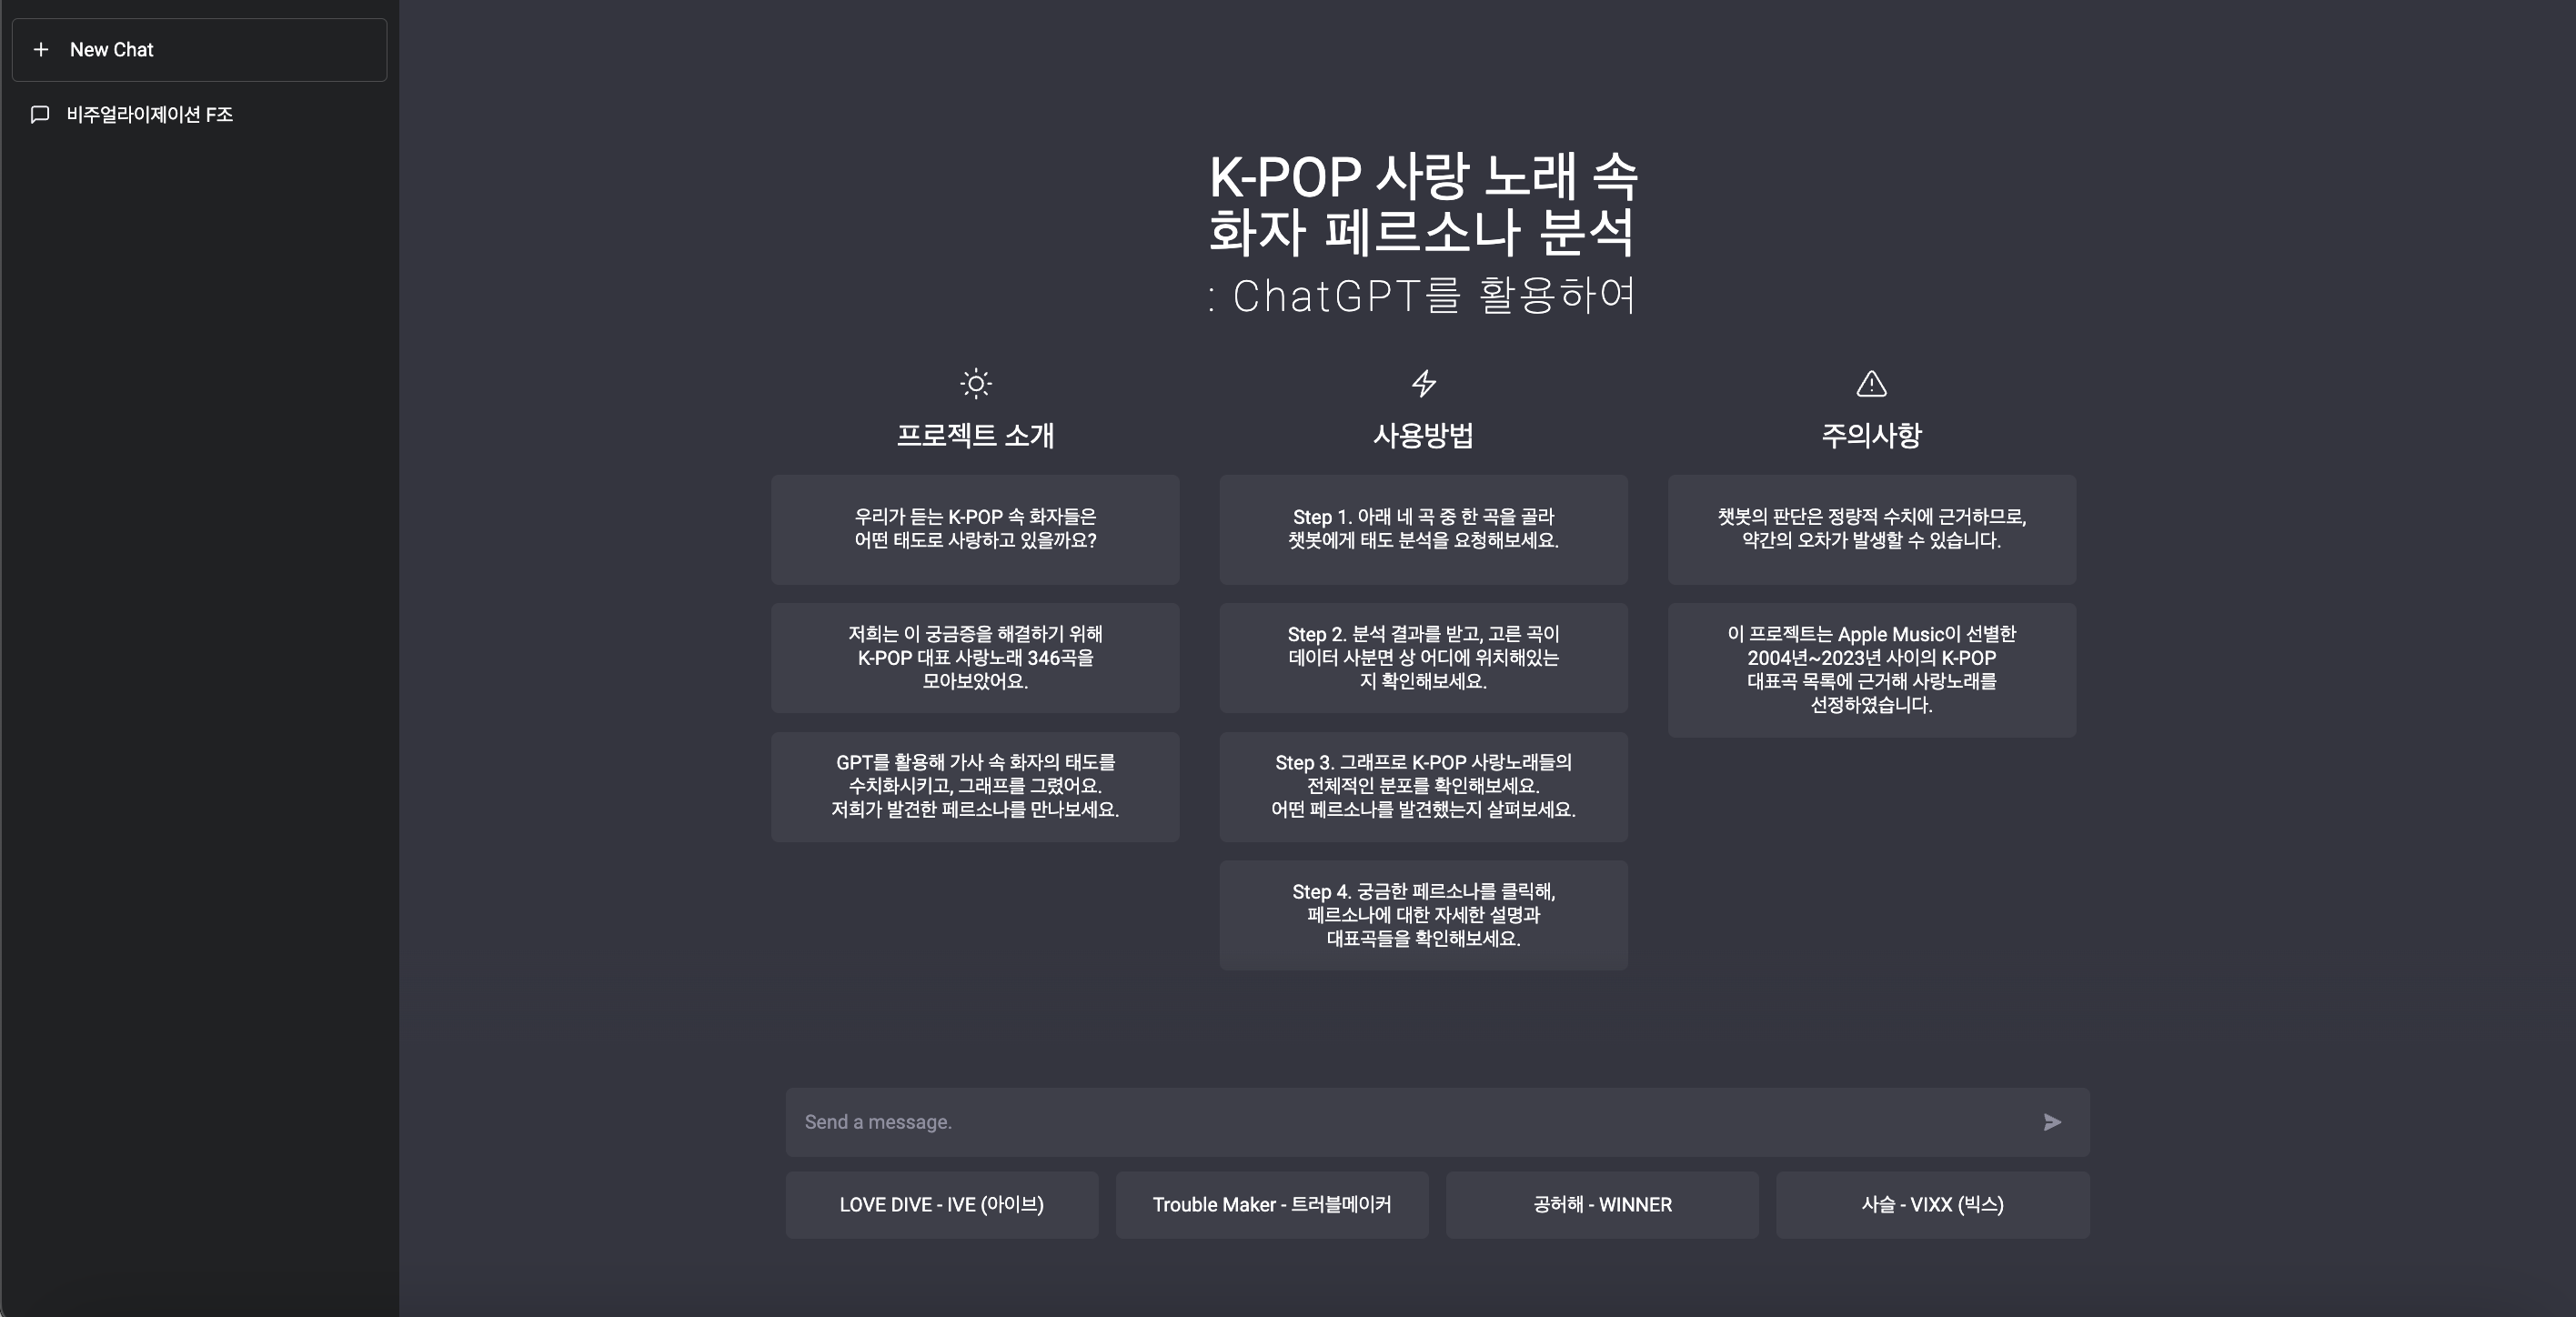 New Chat
비주얼라이제이션 F조
K-POP 사랑 노래 속
화자 페르소나 분석
: ChatGPT를 활용하여
프로젝트 소개
우리가 듣는 K-POP 속 화자들은
어떤 태도로 사랑하고 있을까요?
저희는 이 궁금증을 해결하기 위해
K-POP 대표 사랑노래 346곡을
모아보았어요.
GPT를 활용해 가사 속 화자의 태도를
수치화시키고, 그래프를 그렸어요.
저희가 발견한 페르소나를 만나보세요.
사용방법
Step 1. 아래 네 곡 중 한 곡을 골라
챗봇에게 태도 분석을 요청해보세요.
Step 2. 분석 결과를 받고, 고른 곡이
데이터 사분면 상 어디에 위치해있는
지 확인해보세요.
Step 3. 그래프로 K-POP 사랑노래들의
전체적인 분포를 확인해보세요.
어떤 페르소나를 발견했는지 살펴보세요.
Step 4. 궁금한 페르소나를 클릭해,
페르소나에 대한 자세한 설명과
대표곡들을 확인해보세요.
주의사항
챗봇의 판단은 정량적 수치에 근거하므로,
약간의 오차가 발생할 수 있습니다.
이 프로젝트는 Apple Music이 선별한
2004년~2023년 사이의 K-POP
대표곡 목록에 근거해 사랑노래를
선정하였습니다.
Send a message.
LOVE DIVE - IVE (아이브)
Trouble Maker - 트러블메이커
공허해 - WINNER
사슬 - VIXX (빅스)